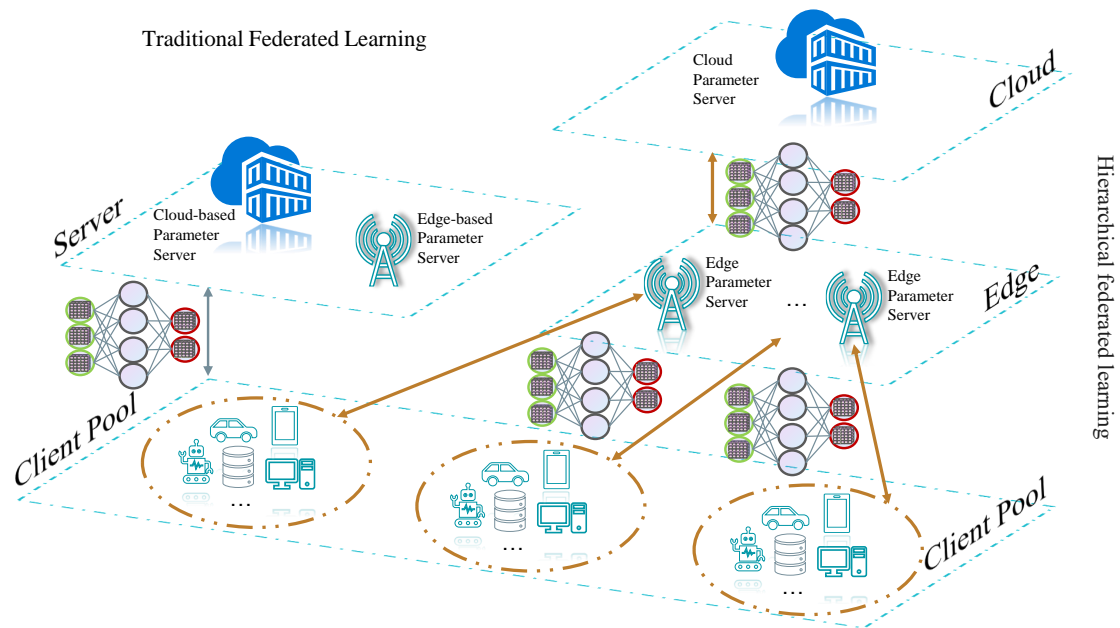 Traditional Federated Learning
Cloud
Parameter
Server
Cloud
Server
Cloud-based
Parameter
Server
Edge-based
Parameter
Server
Hierarchical federated learning
Edge
Parameter
Server
...
Edge
Parameter
Server
Edge
Client Pool
...
...
...
Client Pool